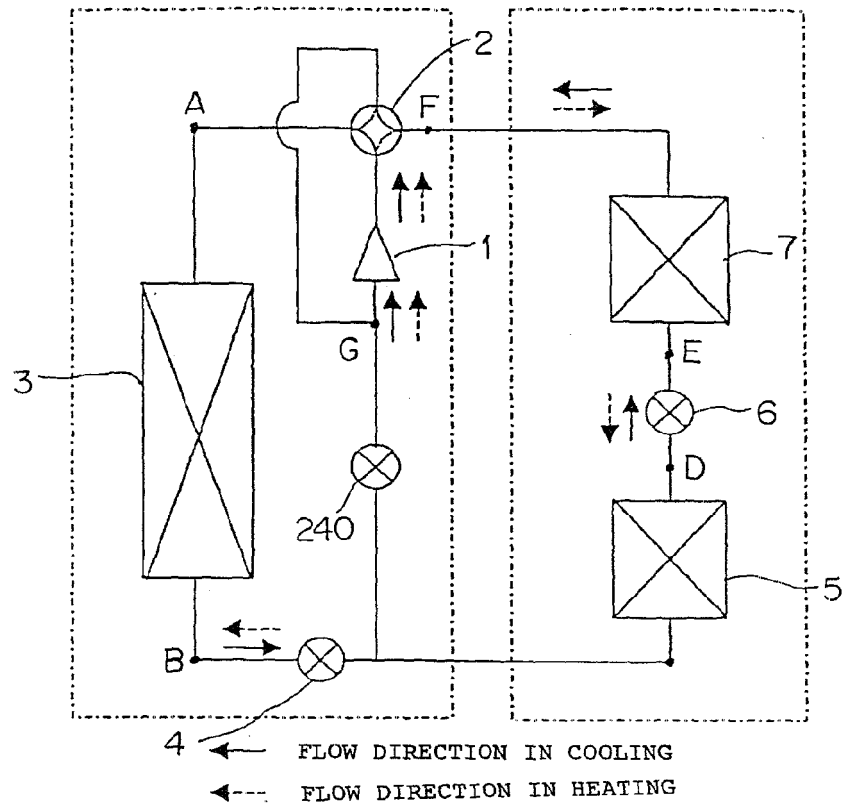 2
A
F
1
7
G
E
3
6
D
240
5
B
4
FLOW DIRECTION IN COOLING
FLOW DIRECTION IN HEATING